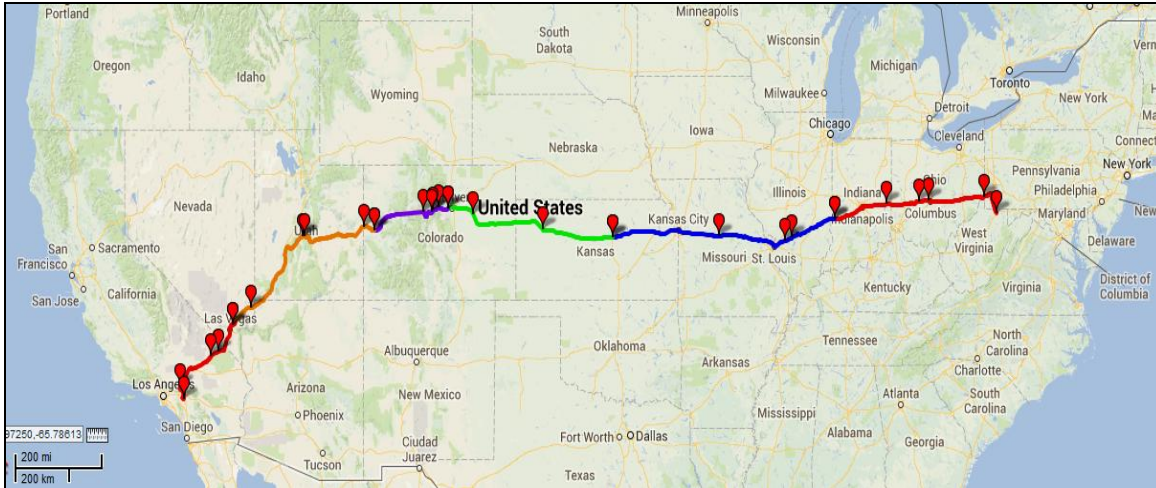 Portland
Minneapolis
Oregon
Idaho
South
Dakota
Wisconsin
Michigan
Toronto
Wyoming
Milwaukee
Detroit
New York
Iowa
Chicago
Cleveland
Nebraska
Pennsylvania
New York
Nevada
Illinois
Indiana
Ohio
Philadelphia
Utah
United States
Kansas City
Indianapolis
Columbus
Maryland
Sacramento
Colorado
Kansas
Missouri
St. Louis
West
Virginia
Delaware
San
Francisco
San Jose
California
Kentucky
Virginia
District of
Columbia
Las Vegas
Albuquerque
Oklahoma
Tennessee
North
Carolina
Los Angeles
Arkansas
Charlotte
Arizona
New Mexico
Atlanta
South
Carolina
Phoenix
Mississippi
San Diego
Fort Worth
Dallas
Alabama
Georgia
97250,-65.78613
Tucson
Ciudad
Juarez
Texas
200 mi
200 km